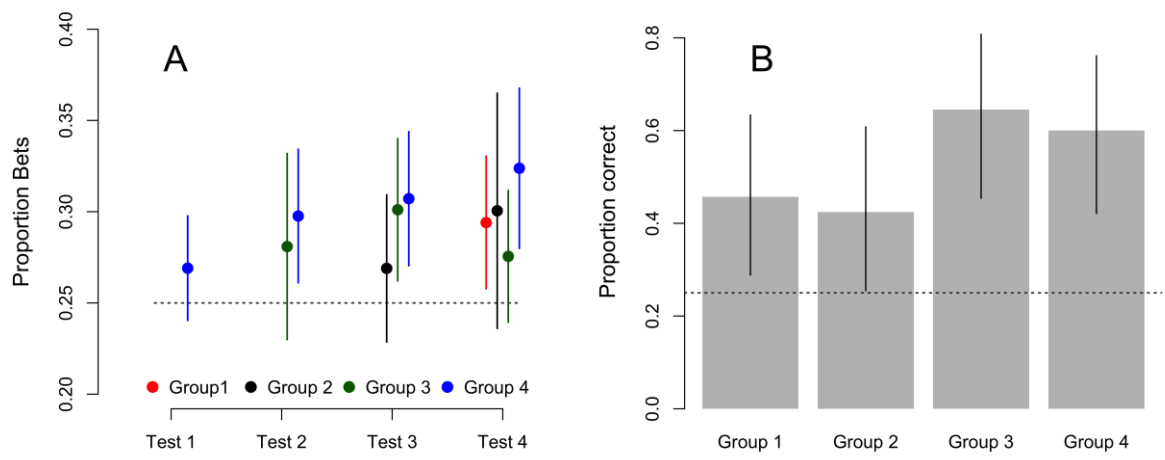 A
Proportion Bets
0.40
0.35
0.30
0.25
0.20
Group1 Group 2 Group 3 Group 4
Test 1 Test 2 Test 3 Test 4
B
Proportion correct
0.8
0.6
0.4
0.2
0.0
Group 1 Group 2 Group 3 Group 4